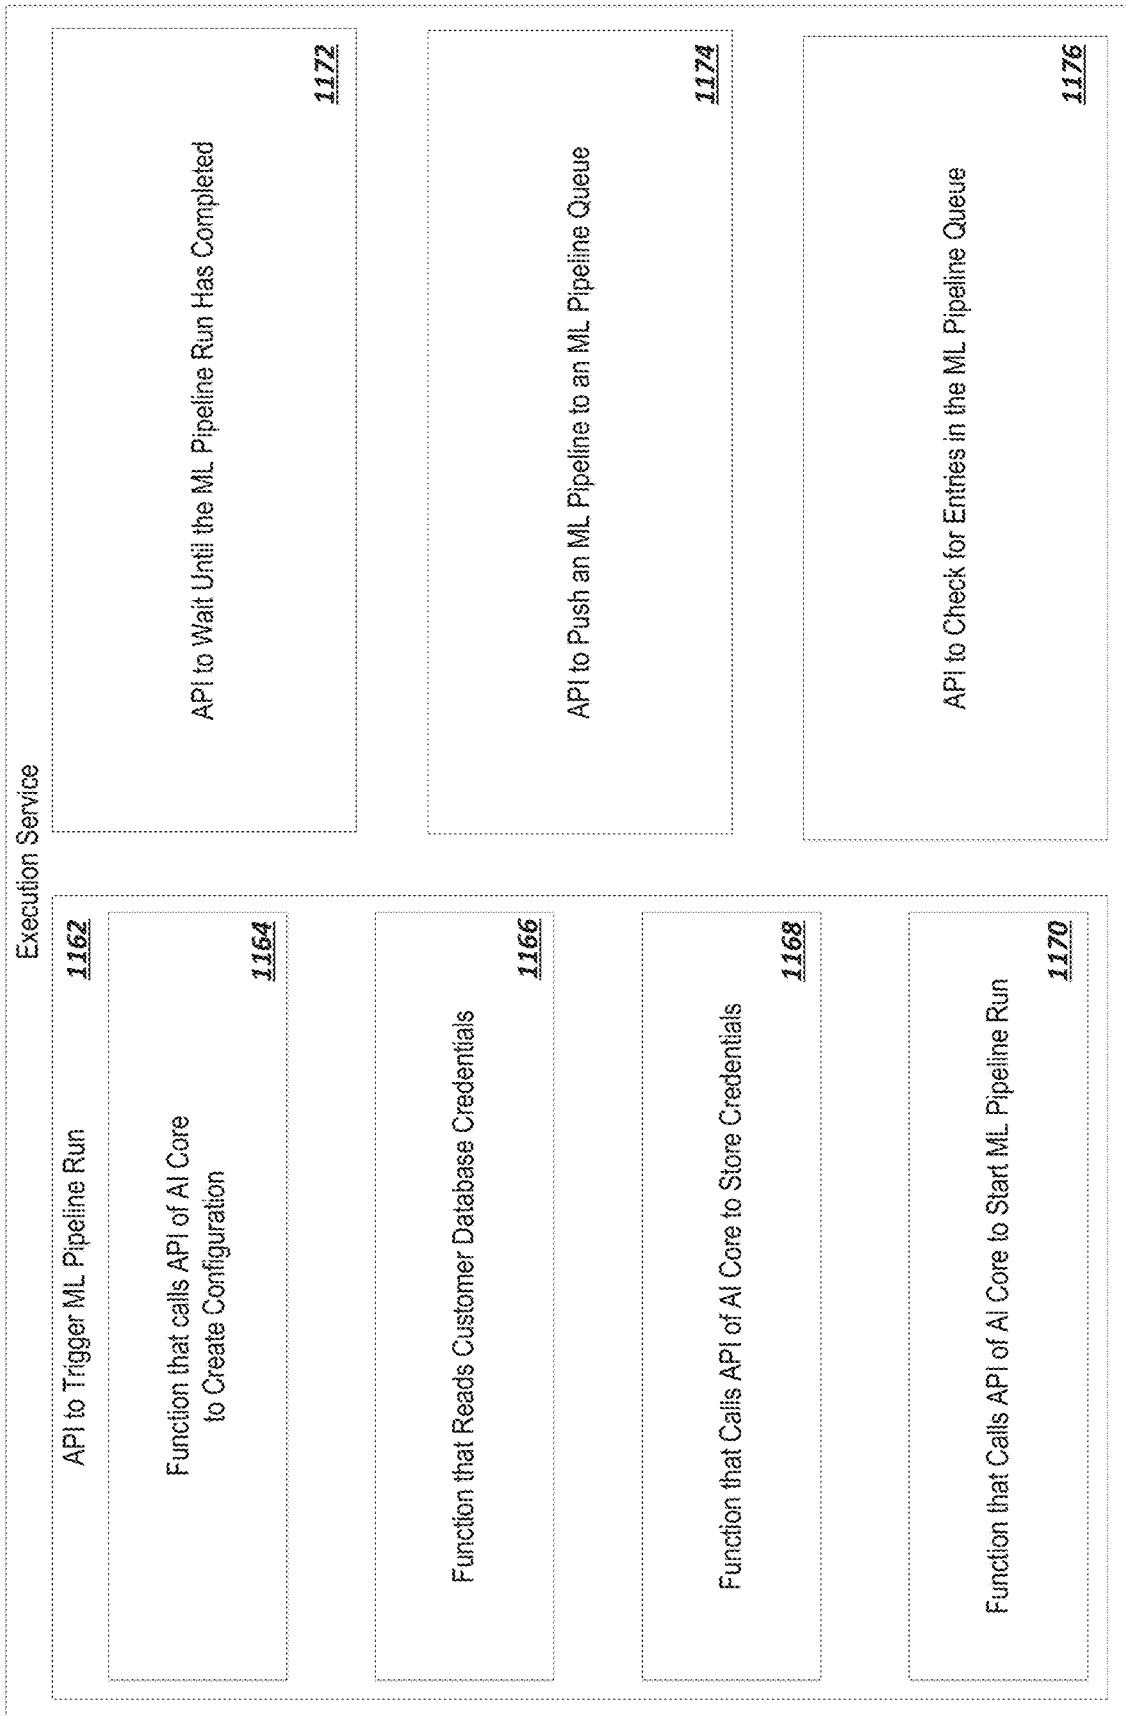 Execution Service
API to Trigger ML Pipeline Run
1162
Function that calls API of AI Core
to Create Configuration
1164
Function that Reads Customer Database Credentials
1166
Function that Calls API of AI Core to Store Credentials
1168
Function that Calls API of AI Core to Start ML Pipeline Run
1170
API to Wait Until the ML Pipeline Run Has Completed
1172
API to Push an ML Pipeline to an ML Pipeline Queue
1174
API to Check for Entries in the ML Pipeline Queue
1176